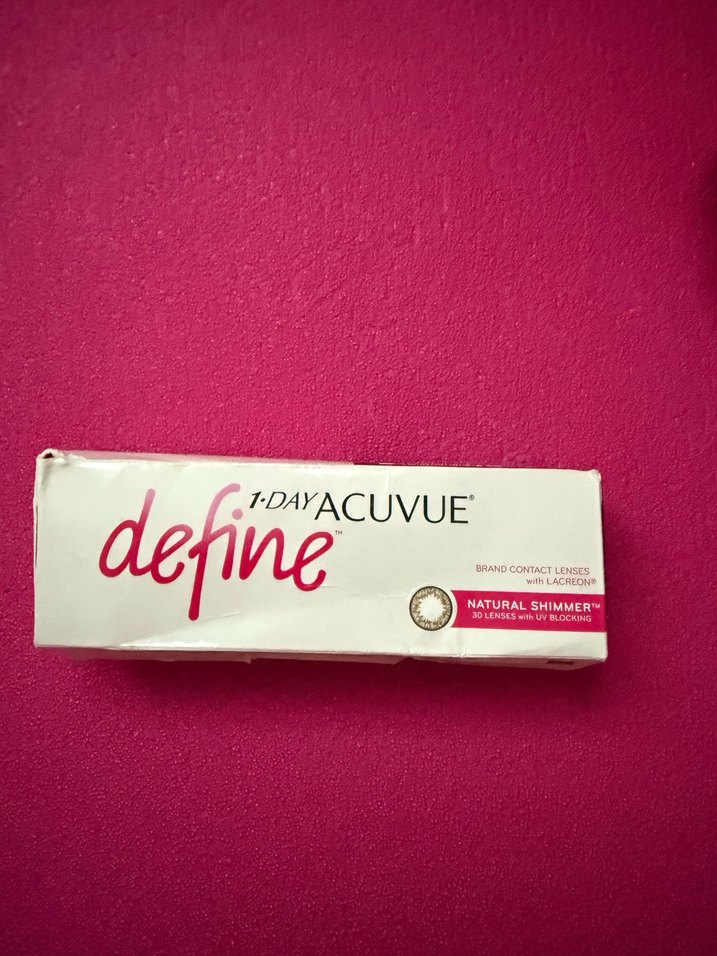 1·DAY ACUVUE®
define™
BRAND CONTACT LENSES
with LACREON®
NATURAL SHIMMER™
30 LENSES with UV BLOCKING